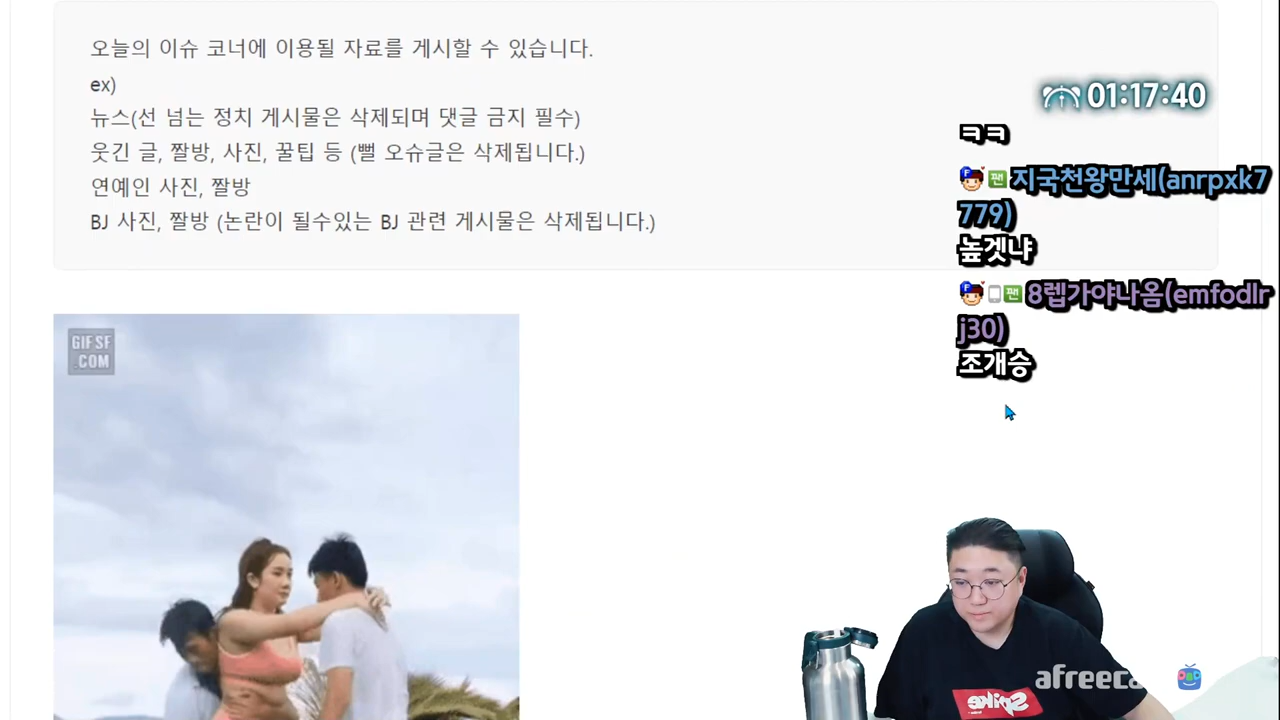 오늘의 이슈 코너에 이용될 자료를 게시할 수 있습니다.
ex)
뉴스(선 넘는 정치 게시물은 삭제되며 댓글 금지 필수)
웃긴 글, 짤방, 사진, 꿀팁 등 (뻘 오슈글은 삭제됩니다.)
연예인 사진, 짤방
BJ 사진, 짤방 (논란이 될수있는 BJ 관련 게시물은 삭제됩니다.)
01:17:40
ㅋㅋ
F 팬 지국천왕만세(anrpxk7
779)
높겟냐
F 팬 8렙가야나옴(emfodlr
j30)
조개승
GIFSF
.COM
Spike